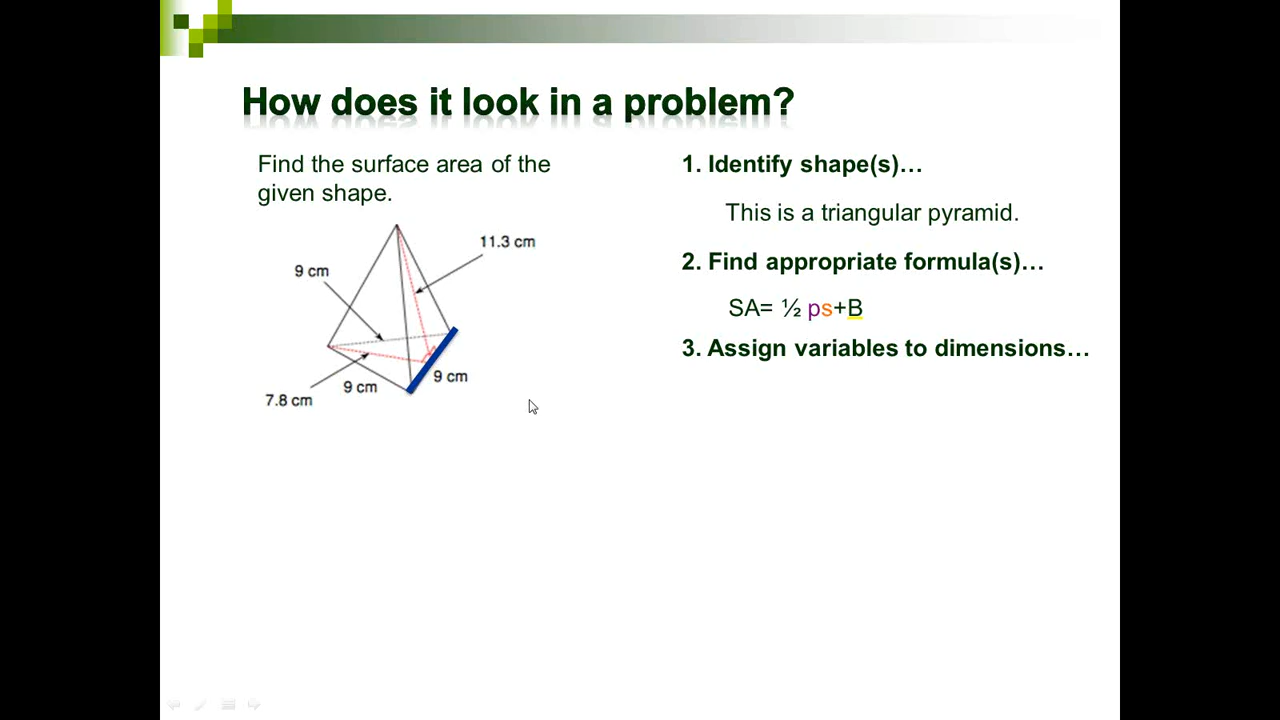 How does it look in a problem?
Find the surface area of the
given shape.
11.3 cm
9 cm
9 cm
9 cm
7.8 cm
1. Identify shape(s)…
This is a triangular pyramid.
2. Find appropriate formula(s)…
SA= ½ ps+B
3. Assign variables to dimensions…